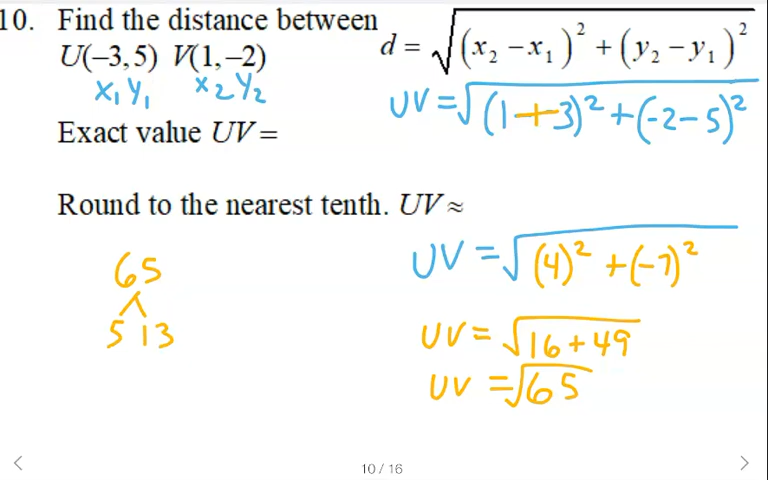 10. Find the distance between
U(−3,5) V(1,−2)
d = √(x₂ − x₁)² + (y₂ − y₁)²
x₁ y₁ x₂ y₂
UV = √(1 + 3)² + (-2 - 5)²
Exact value UV =
Round to the nearest tenth. UV ≈
UV = √(4)² + (-7)²
65
5 13
UV = √16 + 49
UV = √65
10 / 16